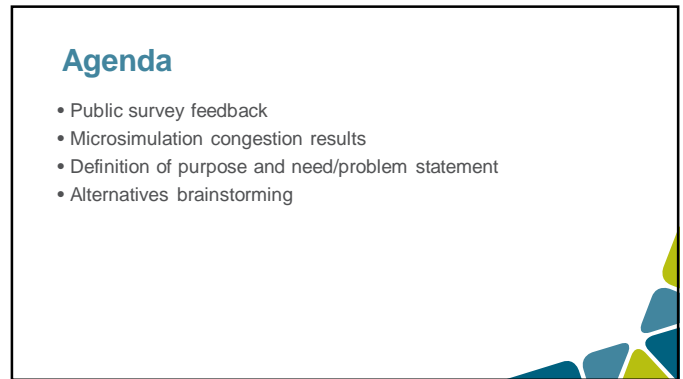 Agenda
• Public survey feedback
• Microsimulation congestion results
• Definition of purpose and need/problem statement
• Alternatives brainstorming